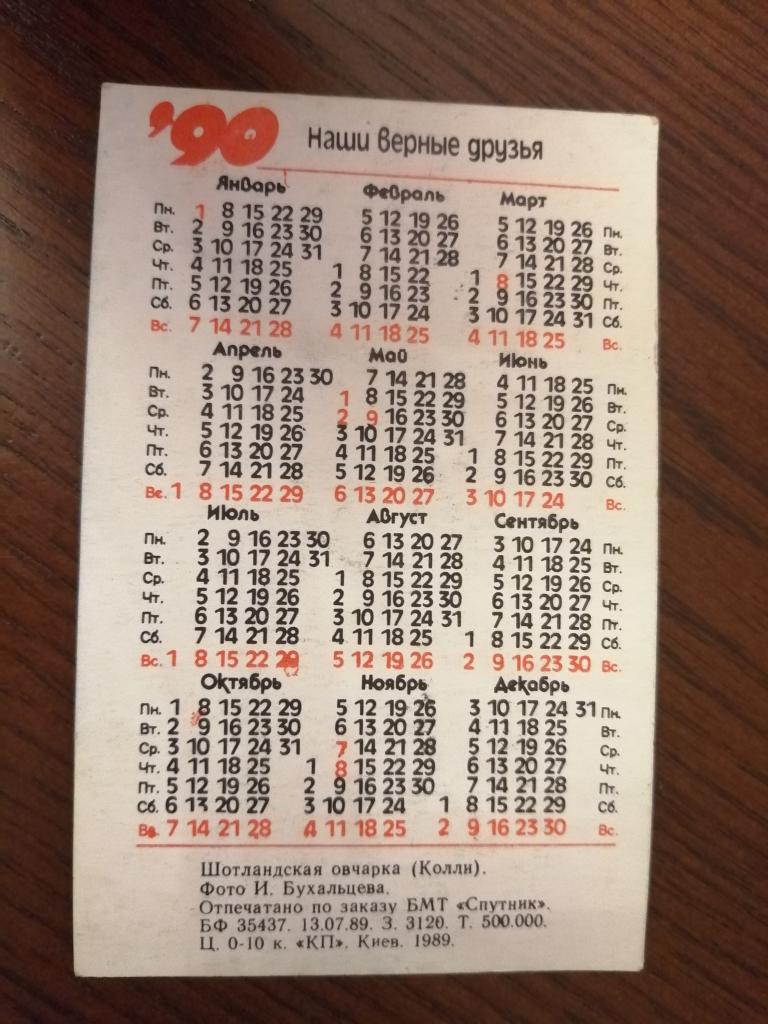 '90 Наши верные друзья
Январь Февраль Март
Пн. 1 8 15 22 29 5 12 19 26 5 12 19 26 Пн.
Вт. 2 9 16 23 30 6 13 20 27 6 13 20 27 Вт.
Ср. 3 10 17 24 31 7 14 21 28 7 14 21 28 Ср.
Чт. 4 11 18 25 1 8 15 22 1 8 15 22 29 Чт.
Пт. 5 12 19 26 2 9 16 23 2 9 16 23 30 Пт.
Сб. 6 13 20 27 3 10 17 24 3 10 17 24 31 Сб.
Вс. 7 14 21 28 4 11 18 25 4 11 18 25 Вс.
Апрель Май Июнь
Пн. 2 9 16 23 30 7 14 21 28 4 11 18 25 Пн.
Вт. 3 10 17 24 1 8 15 22 29 5 12 19 26 Вт.
Ср. 4 11 18 25 2 9 16 23 30 6 13 20 27 Ср.
Чт. 5 12 19 26 3 10 17 24 31 7 14 21 28 Чт.
Пт. 6 13 20 27 4 11 18 25 1 8 15 22 29 Пт.
Сб. 7 14 21 28 5 12 19 26 2 9 16 23 30 Сб.
Вс. 1 8 15 22 29 6 13 20 27 3 10 17 24 Вс.
Июль Август Сентябрь
Пн. 2 9 16 23 30 6 13 20 27 3 10 17 24 Пн.
Вт. 3 10 17 24 31 7 14 21 28 4 11 18 25 Вт.
Ср. 4 11 18 25 1 8 15 22 29 5 12 19 26 Ср.
Чт. 5 12 19 26 2 9 16 23 30 6 13 20 27 Чт.
Пт. 6 13 20 27 3 10 17 24 31 7 14 21 28 Пт.
Сб. 7 14 21 28 4 11 18 25 1 8 15 22 29 Сб.
Вс. 1 8 15 22 29 5 12 19 26 2 9 16 23 30 Вс.
Октябрь Ноябрь Декабрь
Пн. 1 8 15 22 29 5 12 19 26 3 10 17 24 31 Пн.
Вт. 2 9 16 23 30 6 13 20 27 4 11 18 25 Вт.
Ср. 3 10 17 24 31 7 14 21 28 5 12 19 26 Ср.
Чт. 4 11 18 25 1 8 15 22 29 6 13 20 27 Чт.
Пт. 5 12 19 26 2 9 16 23 30 7 14 21 28 Пт.
Сб. 6 13 20 27 3 10 17 24 1 8 15 22 29 Сб.
Вс. 7 14 21 28 4 11 18 25 2 9 16 23 30 Вс.
Шотландская овчарка (Колли).
Фото И. Бухальцева.
Отпечатано по заказу БМТ «Спутник».
БФ 35437. 13.07.89. З. 3120. Т. 500.000.
Ц. 0-10 к. «КП». Киев. 1989.